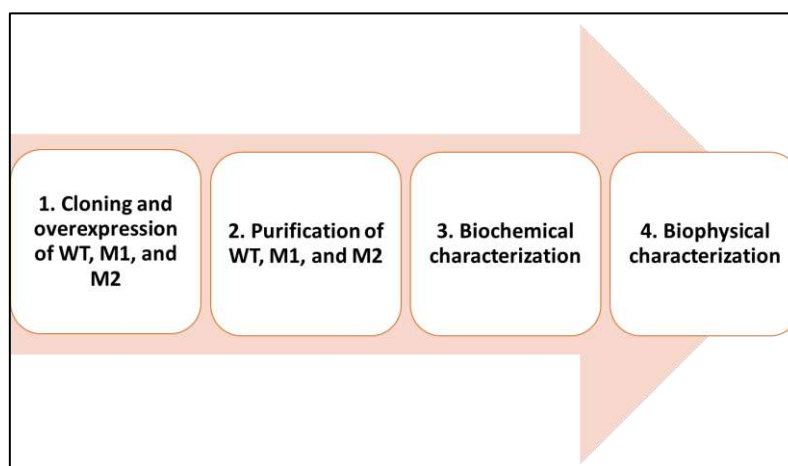 1. Cloning and
overexpression
of WT, M1, and
M2
2. Purification of
WT, M1, and M2
3. Biochemical
characterization
4. Biophysical
characterization